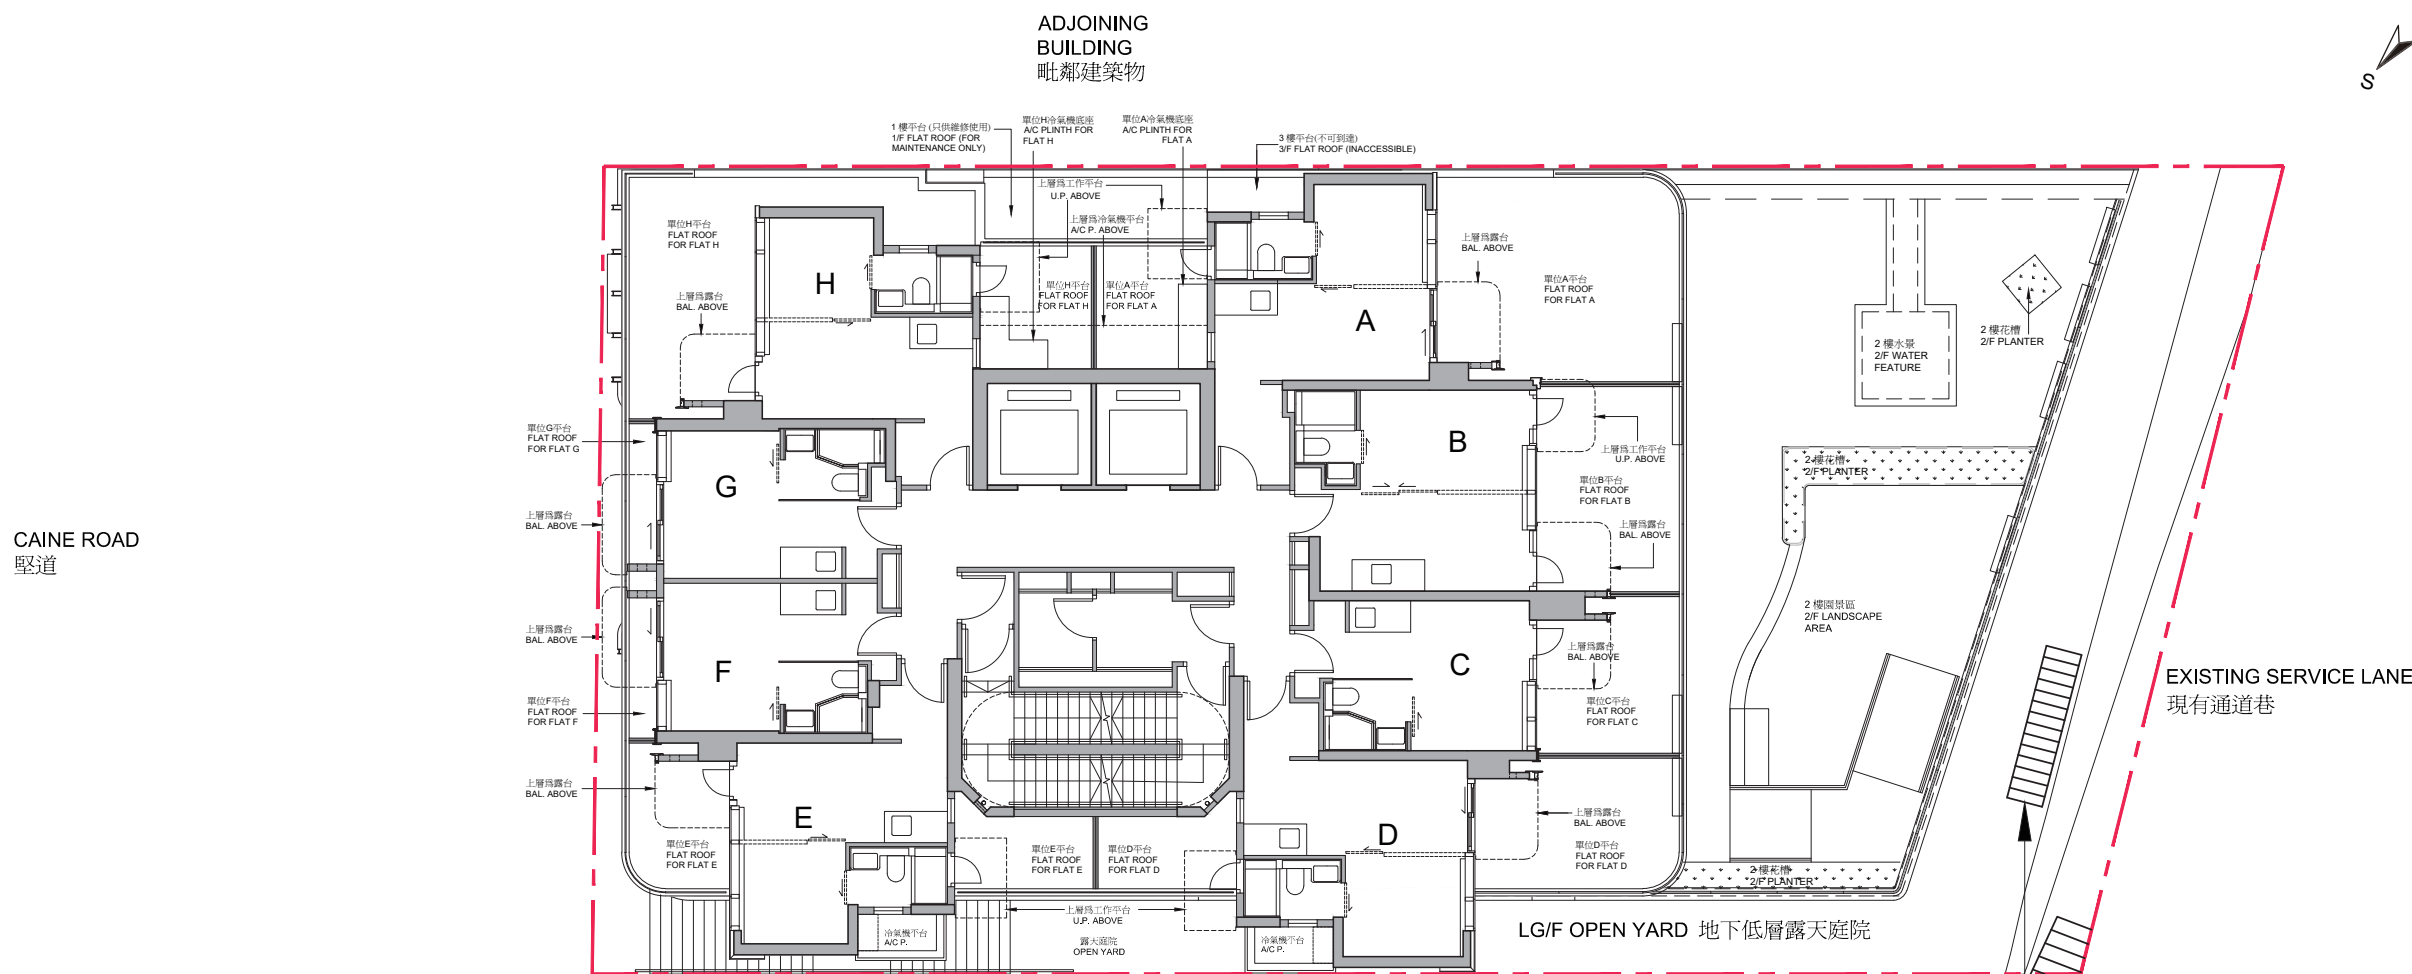 ADJOINING
BUILDING
毗鄰建築物
S
1 樓平台 (只供維修使用)
1/F FLAT ROOF (FOR
MAINTENANCE ONLY)
單位H冷氣機底座
A/C PLINTH FOR
FLAT H
單位A冷氣機底座
A/C PLINTH FOR
FLAT A
3 樓平台(不可到達)
3/F FLAT ROOF (INACCESSIBLE)
上層為工作平台
U.P. ABOVE
上層為冷氣機平台
A/C P. ABOVE
單位H平台
FLAT ROOF
FOR FLAT H
上層為露台
BAL. ABOVE
H
單位H平台
FLAT ROOF
FOR FLAT H
單位A平台
FLAT ROOF
FOR FLAT A
A
上層為露台
BAL. ABOVE
單位A平台
FLAT ROOF
FOR FLAT A
2 樓水景
2/F WATER
FEATURE
2 樓花槽
2/F PLANTER
單位G平台
FLAT ROOF
FOR FLAT G
G
上層為露台
BAL. ABOVE
B
上層為工作平台
U.P. ABOVE
單位B平台
FLAT ROOF
FOR FLAT B
上層為露台
BAL. ABOVE
2 樓花槽
2/F PLANTER
CAINE ROAD
堅道
上層為露台
BAL. ABOVE
F
單位F平台
FLAT ROOF
FOR FLAT F
C
上層為露台
BAL. ABOVE
單位C平台
FLAT ROOF
FOR FLAT C
2 樓園景區
2/F LANDSCAPE
AREA
EXISTING SERVICE LANE
現有通道巷
上層為露台
BAL. ABOVE
E
單位E平台
FLAT ROOF
FOR FLAT E
單位E平台
FLAT ROOF
FOR FLAT E
單位D平台
FLAT ROOF
FOR FLAT D
D
上層為露台
BAL. ABOVE
單位D平台
FLAT ROOF
FOR FLAT D
2 樓花槽
2/F PLANTER
冷氣機平台
A/C P.
上層為工作平台
U.P. ABOVE
露天庭院
OPEN YARD
冷氣機平台
A/C P.
LG/F OPEN YARD 地下低層露天庭院